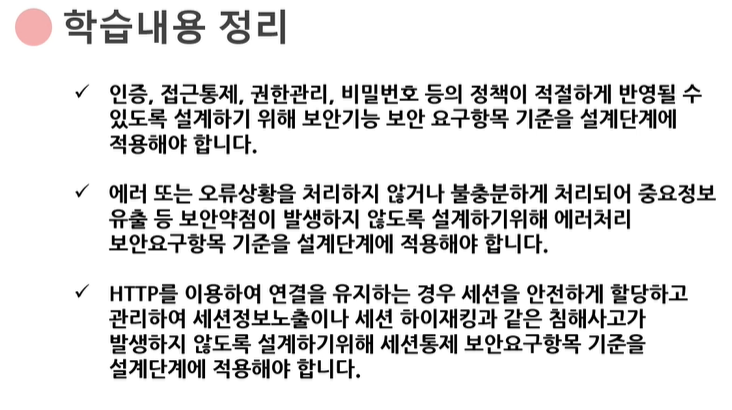 학습내용 정리
✓ 인증, 접근통제, 권한관리, 비밀번호 등의 정책이 적절하게 반영될 수
있도록 설계하기 위해 보안기능 보안 요구항목 기준을 설계단계에
적용해야 합니다.
✓ 에러 또는 오류상황을 처리하지 않거나 불충분하게 처리되어 중요정보
유출 등 보안약점이 발생하지 않도록 설계하기위해 에러처리
보안요구항목 기준을 설계단계에 적용해야 합니다.
✓ HTTP를 이용하여 연결을 유지하는 경우 세션을 안전하게 할당하고
관리하여 세션정보노출이나 세션 하이재킹과 같은 침해사고가
발생하지 않도록 설계하기위해 세션통제 보안요구항목 기준을
설계단계에 적용해야 합니다.